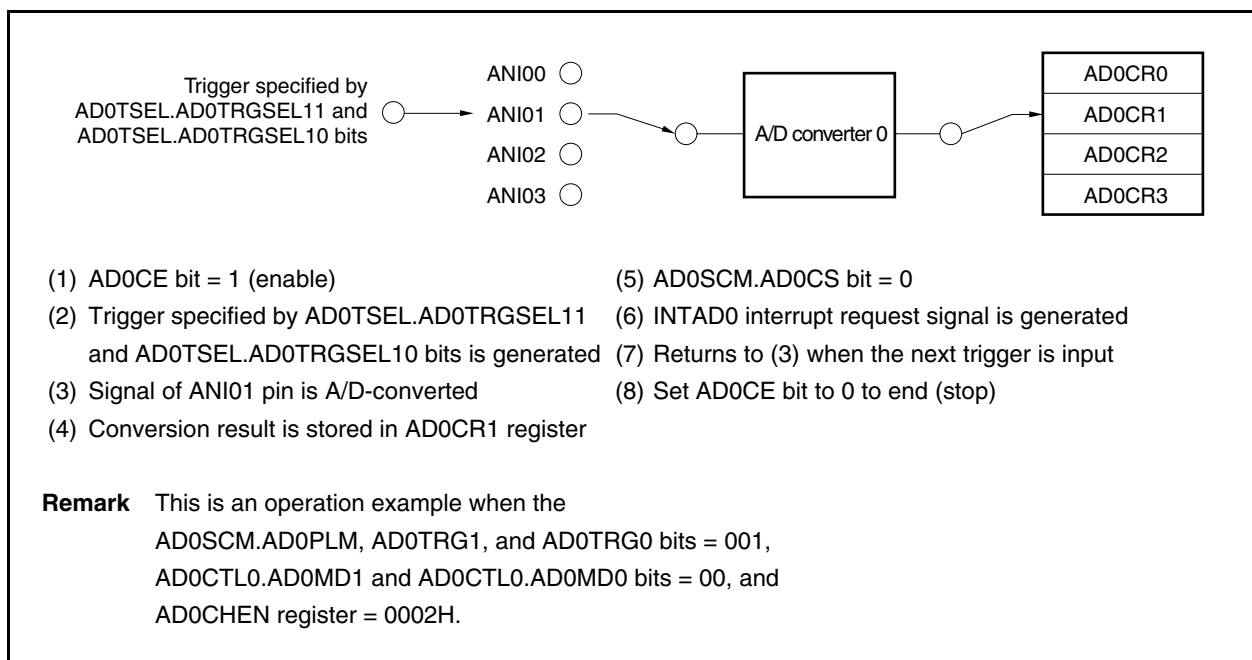 Trigger specified by
AD0TSEL.AD0TRGSEL11 and
AD0TSEL.AD0TRGSEL10 bits
ANI00
ANI01
ANI02
ANI03
A/D converter 0
AD0CR0
AD0CR1
AD0CR2
AD0CR3
(1) AD0CE bit = 1 (enable)
(2) Trigger specified by AD0TSEL.AD0TRGSEL11
and AD0TSEL.AD0TRGSEL10 bits is generated
(3) Signal of ANI01 pin is A/D-converted
(4) Conversion result is stored in AD0CR1 register
(5) AD0SCM.AD0CS bit = 0
(6) INTAD0 interrupt request signal is generated
(7) Returns to (3) when the next trigger is input
(8) Set AD0CE bit to 0 to end (stop)
Remark This is an operation example when the
AD0SCM.AD0PLM, AD0TRG1, and AD0TRG0 bits = 001,
AD0CTL0.AD0MD1 and AD0CTL0.AD0MD0 bits = 00, and
AD0CHEN register = 0002H.